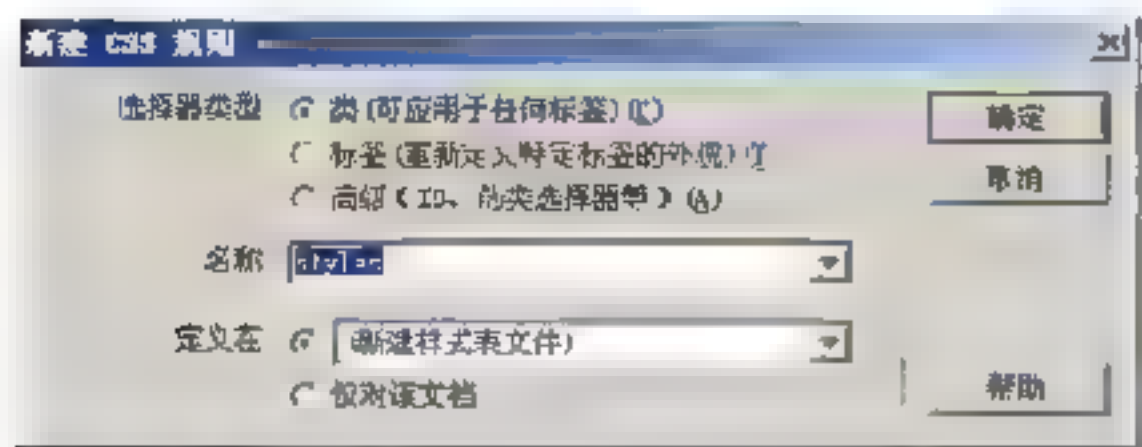 新建 CSS 规则
选择器类型 类(可应用于任何标签)(C) 确定
标签(重新定义特定标签的外观)(T
高级(ID、伪类选择器等)(A) 取消
名称 styles
定义在 (新建样式表文件)
仅对该文档 帮助